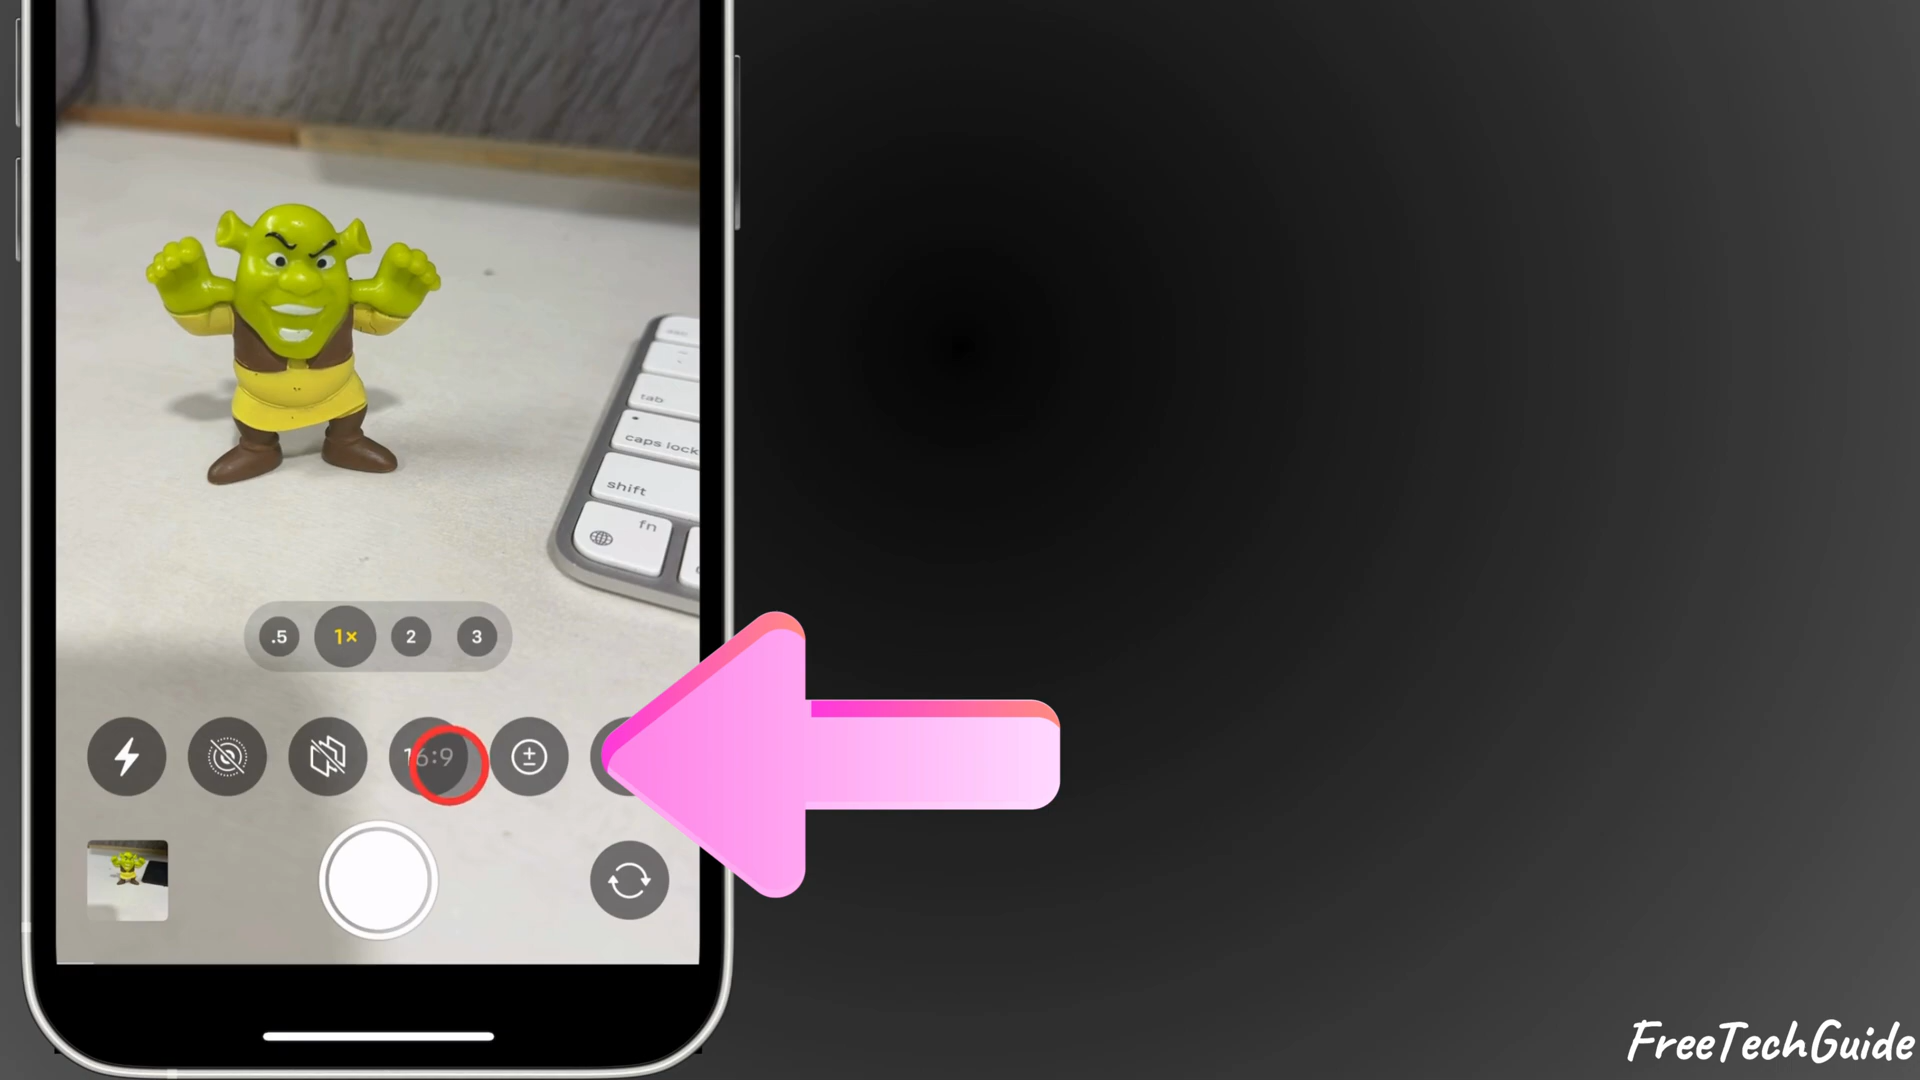 tab
caps lock
shift
fn
.5 1× 2 3
16:9
FreeTechGuide